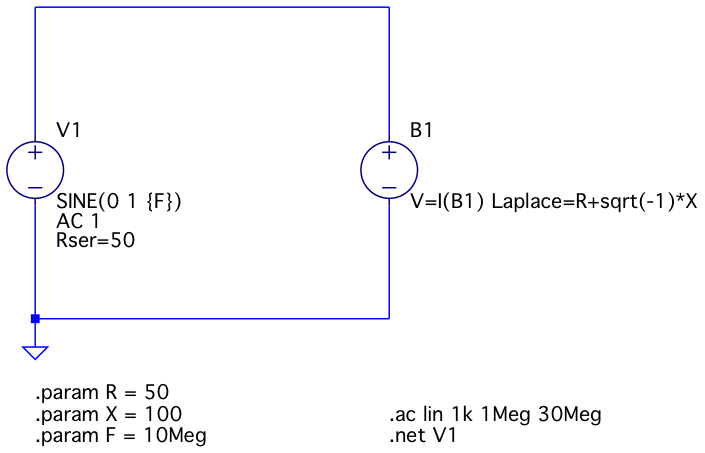 V1
SINE(0 1 {F})
AC 1
Rser=50
B1
V=I(B1) Laplace=R+sqrt(-1)*X
.param R = 50
.param X = 100
.param F = 10Meg
.ac lin 1k 1Meg 30Meg
.net V1